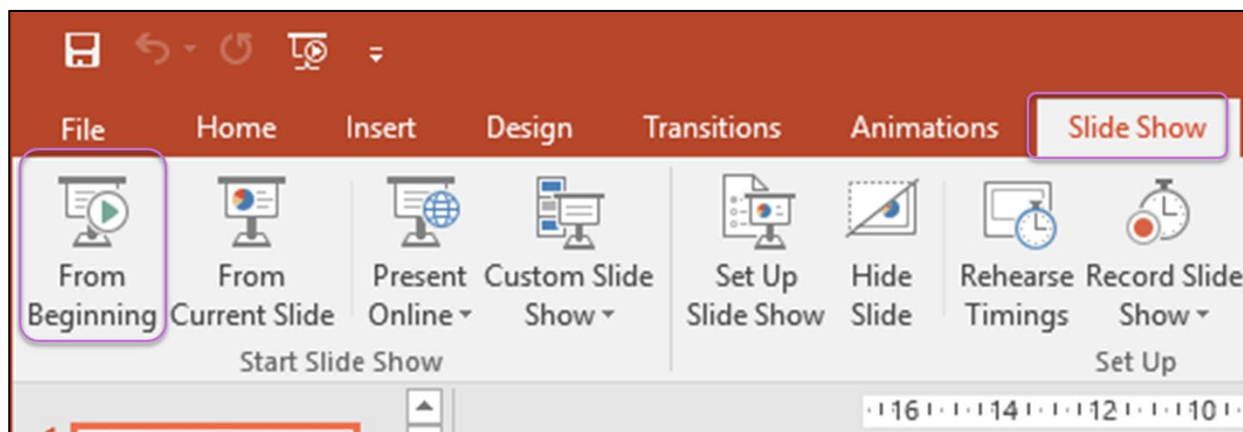 File Home Insert Design Transitions Animations Slide Show
From Beginning
From Current Slide
Present Online
Custom Slide Show
Set Up Slide Show
Hide Slide
Rehearse Timings
Record Slide Show
Start Slide Show
Set Up
1
16 14 12 10